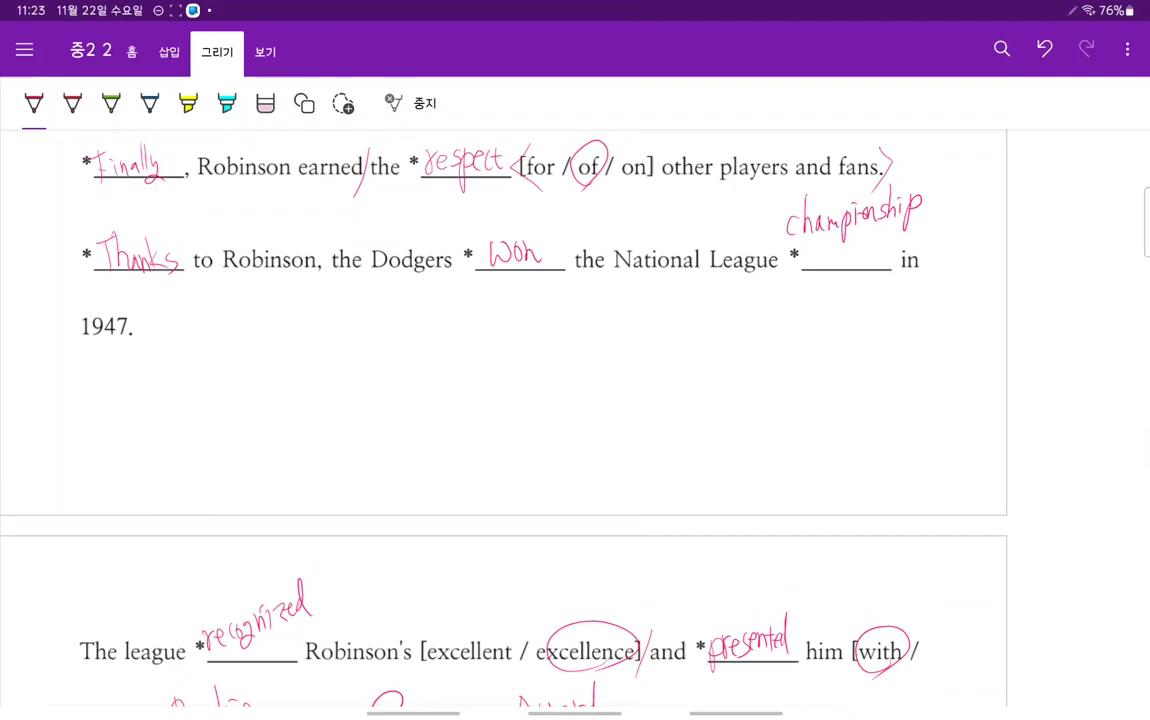 11:23 11월 22일 수요일 76%
중2 2 홈 삽입 그리기 보기
중지
*Finally, Robinson earned/the *respect <[for / of / on] other players and fans.>
championship
*Thanks to Robinson, the Dodgers *won the National League *________ in
1947.
recognized
The league *________ Robinson's [excellent / excellence]/and *presented him [with /